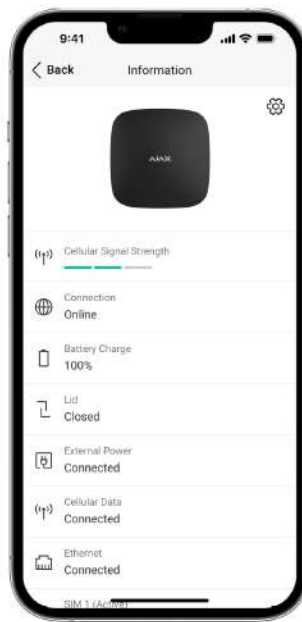 9:41
Back Information
AJAX
Cellular Signal Strength
Connection
Online
Battery Charge
100%
Lid
Closed
External Power
Connected
Cellular Data
Connected
Ethernet
Connected
SIM 1 (Active)